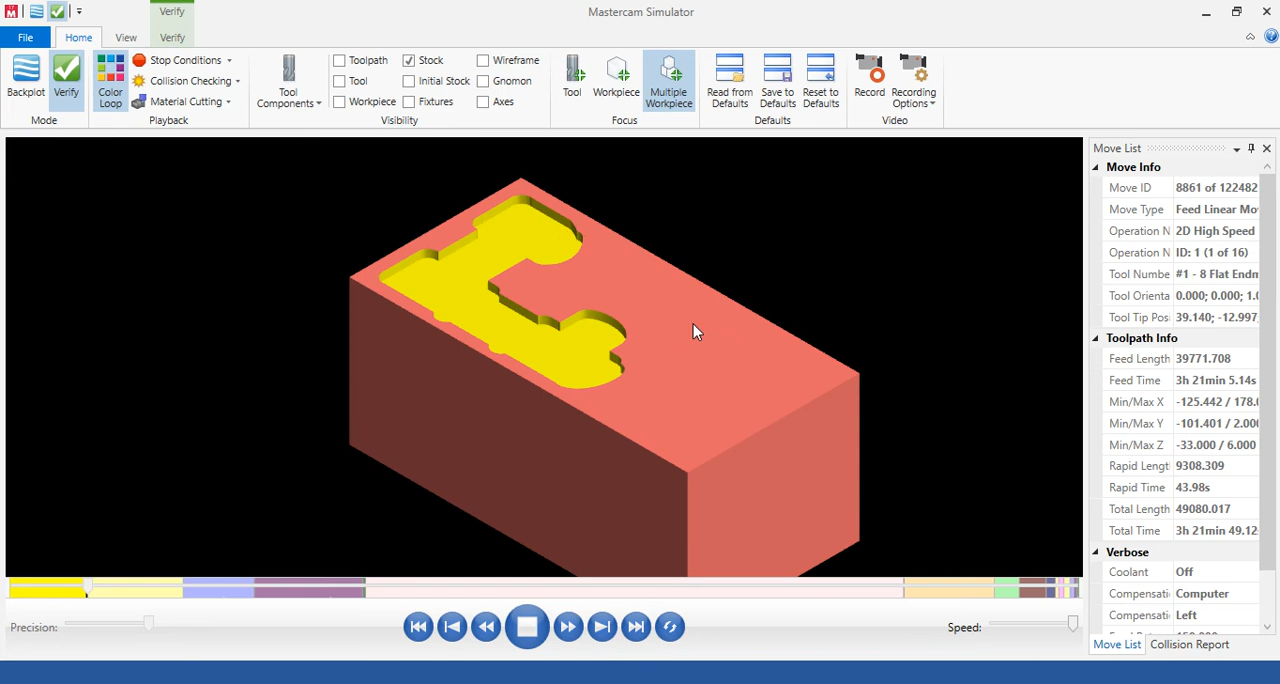 Verify
Mastercam Simulator
File
Home
View
Verify
Backplot
Verify
Mode
Color Loop
Stop Conditions
Collision Checking
Material Cutting
Playback
Tool Components
Toolpath
Tool
Workpiece
Stock
Initial Stock
Fixtures
Wireframe
Gnomon
Axes
Visibility
Tool
Workpiece
Multiple Workpiece
Focus
Read from Defaults
Save to Defaults
Reset to Defaults
Defaults
Record
Recording Options
Video
Move List
Move Info
Move ID 8861 of 122482
Move Type Feed Linear Mo
Operation N 2D High Speed
Operation N ID: 1 (1 of 16)
Tool Numbe #1 - 8 Flat Endm
Tool Orienta 0.000; 0.000; 1.0
Tool Tip Posi 39.140; -12.997;
Toolpath Info
Feed Length 39771.708
Feed Time 3h 21min 5.14s
Min/Max X -125.442 / 178.0
Min/Max Y -101.401 / 2.000
Min/Max Z -33.000 / 6.000
Rapid Lengt 9308.309
Rapid Time 43.98s
Total Length 49080.017
Total Time 3h 21min 49.12
Verbose
Coolant Off
Compensati Computer
Compensati Left
Precision:
Speed:
Move List
Collision Report